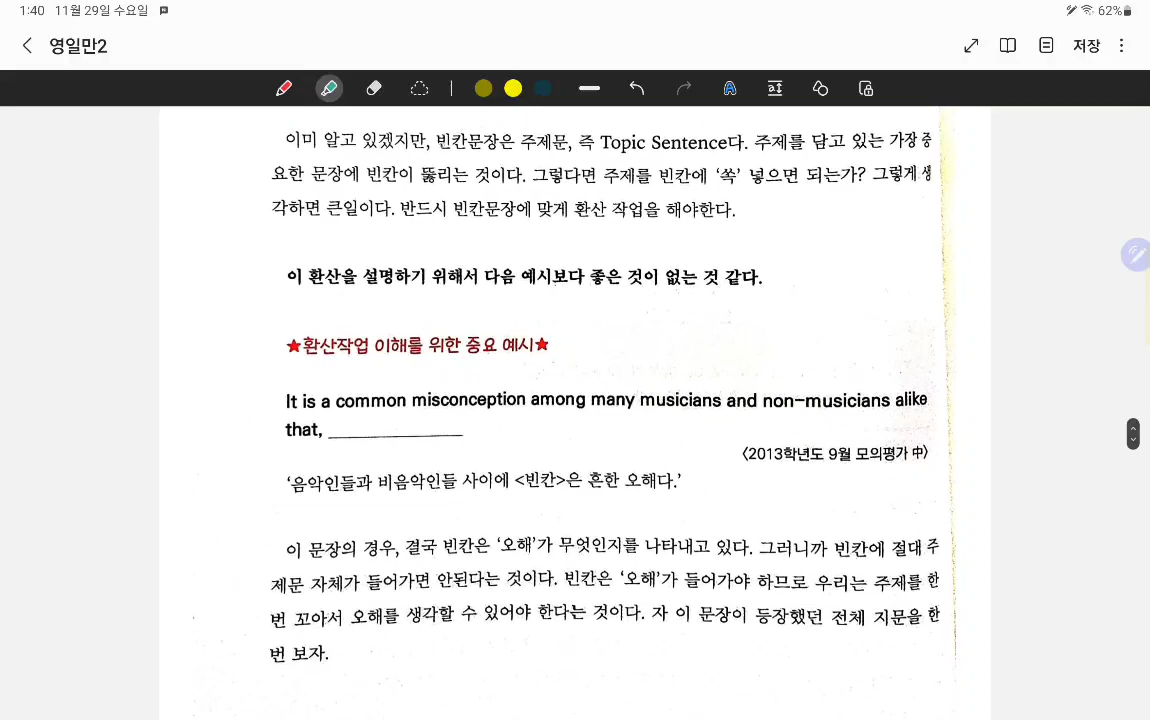 1:40 11월 29일 수요일
62%
영일만2
저장
이미 알고 있겠지만, 빈칸문장은 주제문, 즉 Topic Sentence다. 주제를 담고 있는 가장 중
요한 문장에 빈칸이 뚫리는 것이다. 그렇다면 주제를 빈칸에 ‘쏙’ 넣으면 되는가? 그렇게 생
각하면 큰일이다. 반드시 빈칸문장에 맞게 환산 작업을 해야한다.
이 환산을 설명하기 위해서 다음 예시보다 좋은 것이 없는 것 같다.
★환산작업 이해를 위한 중요 예시★
It is a common misconception among many musicians and non-musicians alike
that, ______________
〈2013학년도 9월 모의평가 中〉
‘음악인들과 비음악인들 사이에 <빈칸>은 흔한 오해다.’
이 문장의 경우, 결국 빈칸은 ‘오해’가 무엇인지를 나타내고 있다. 그러니까 빈칸에 절대 주
제문 자체가 들어가면 안된다는 것이다. 빈칸은 ‘오해’가 들어가야 하므로 우리는 주제를 한
번 꼬아서 오해를 생각할 수 있어야 한다는 것이다. 자 이 문장이 등장했던 전체 지문을 한
번 보자.